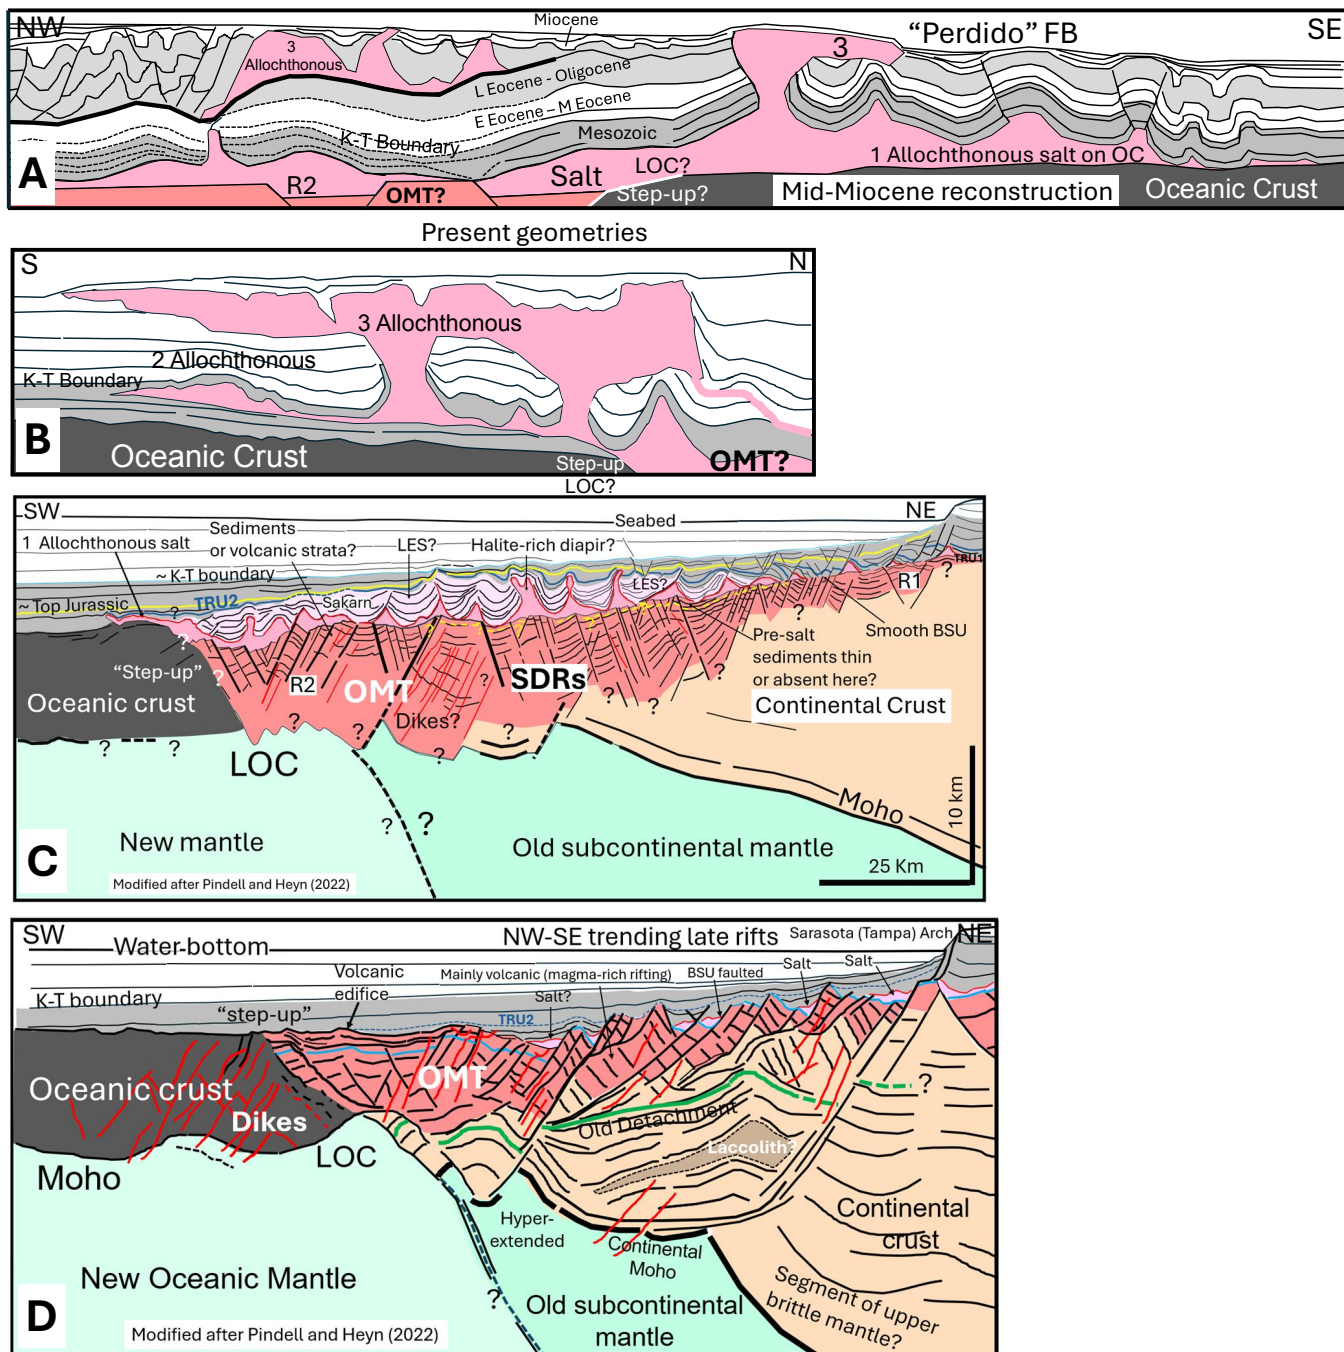 NW
Miocene
"Perdido" FB
SE
3
Allochthonous
3
L Eocene - Oligocene
E Eocene – M Eocene
K-T Boundary
Mesozoic
LOC?
1 Allochthonous salt on OC
A
R2
OMT?
Salt
Step-up?
Mid-Miocene reconstruction
Oceanic Crust
Present geometries
S
N
3 Allochthonous
2 Allochthonous
K-T Boundary
B
Oceanic Crust
Step-up
LOC?
OMT?
SW
NE
Sediments
or volcanic strata?
Seabed
1 Allochthonous salt
LES?
Halite-rich diapir?
~ K-T boundary
TRU1
?
LES?
R1
~ Top Jurassic
?
TRU2
Sakarn
?
?
?
Smooth BSU
Pre-salt
sediments thin
or absent here?
"Step-up"
?
R2
OMT
?
SDRs
?
?
?
Oceanic crust
Continental Crust
?
?
Dikes?
?
?
?
?
LOC
Moho
10 km
?
?
New mantle
Old subcontinental mantle
25 Km
C
Modified after Pindell and Heyn (2022)
SW
Water-bottom
NW-SE trending late rifts
Sarasota (Tampa) Arch
NE
Volcanic
edifice
Mainly volcanic (magma-rich rifting)
BSU faulted
Salt
Salt
K-T boundary
Salt?
"step-up"
TRU2
OMT
Oceanic crust
Dikes
?
Old Detachment
Laccolith?
LOC
Moho
Hyper-
extended
Continental
Moho
Continental
crust
New Oceanic Mantle
?
Old subcontinental
mantle
Segment of upper
brittle mantle?
D
Modified after Pindell and Heyn (2022)